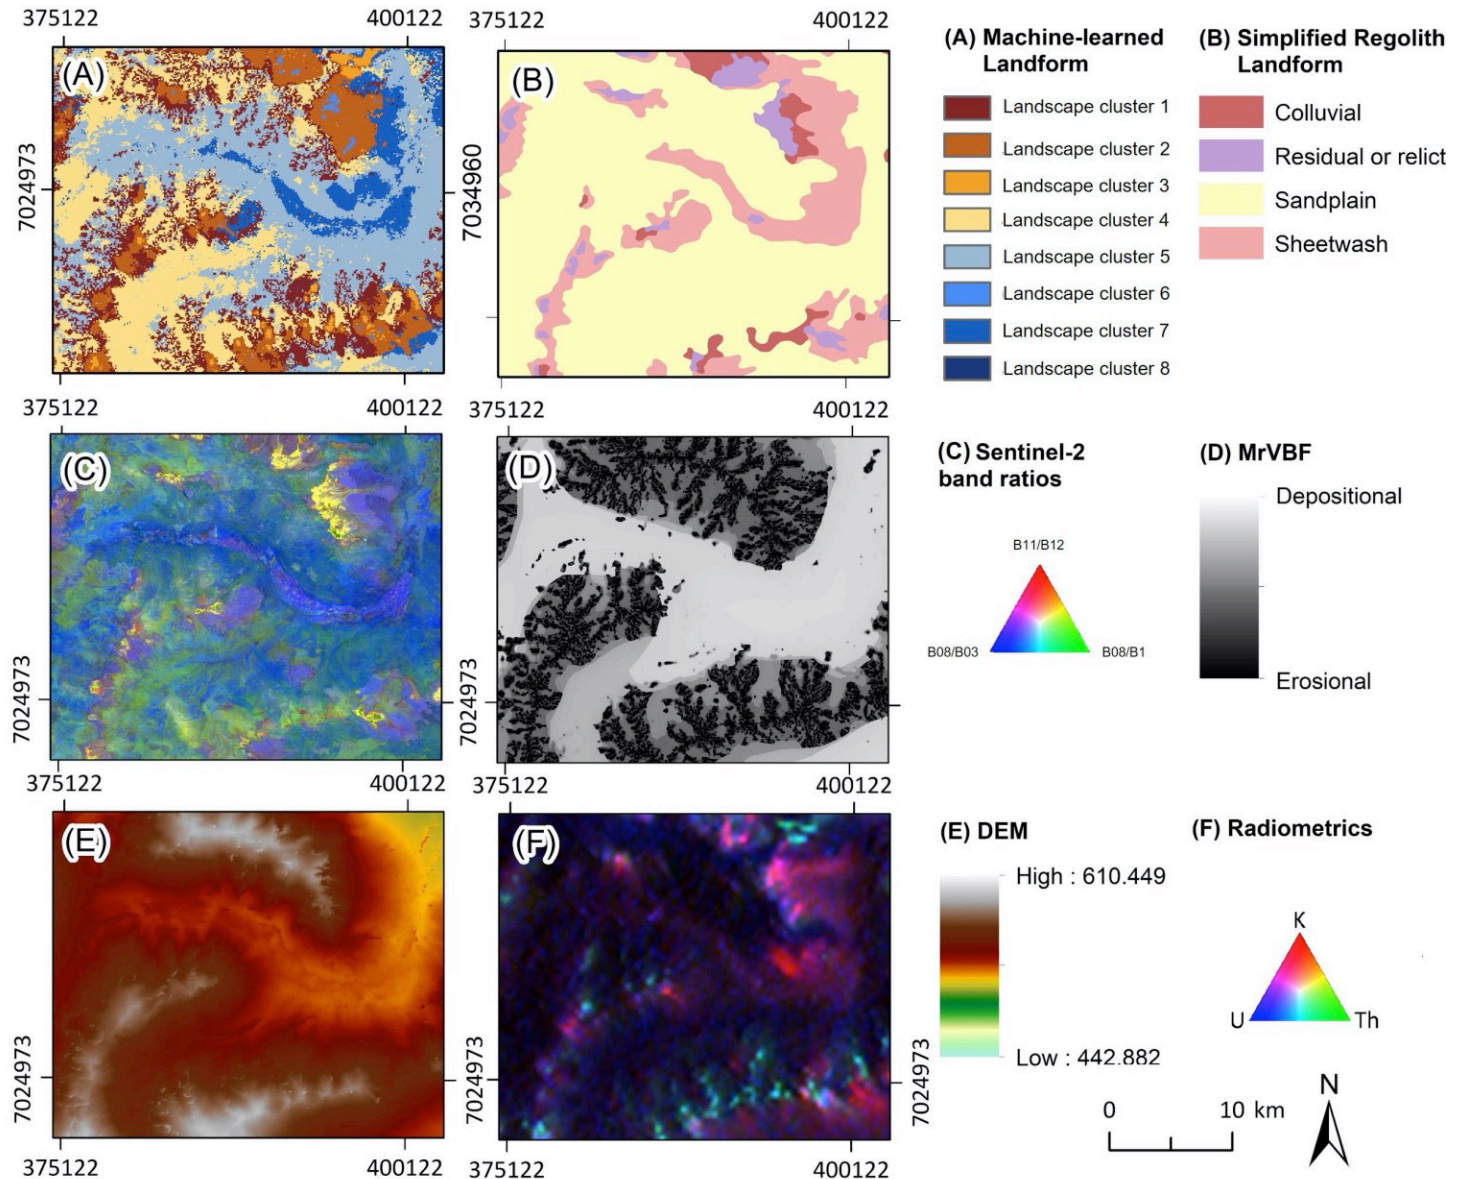 375122 400122
375122 400122
(A)
7024973
(B)
7034960
(A) Machine-learned
Landform
Landscape cluster 1
Landscape cluster 2
Landscape cluster 3
Landscape cluster 4
Landscape cluster 5
Landscape cluster 6
Landscape cluster 7
Landscape cluster 8
(B) Simplified Regolith
Landform
Colluvial
Residual or relict
Sandplain
Sheetwash
375122 400122
375122 400122
(C)
7024973
(D)
7024973
(C) Sentinel-2
band ratios
B11/B12
B08/B03 B08/B1
(D) MrVBF
Depositional
Erosional
375122 400122
375122 400122
(E)
7024973
(F)
7024973
7024973
(E) DEM
High : 610.449
Low : 442.882
(F) Radiometrics
K
U Th
N
0 10 km
375122 400122
375122 400122